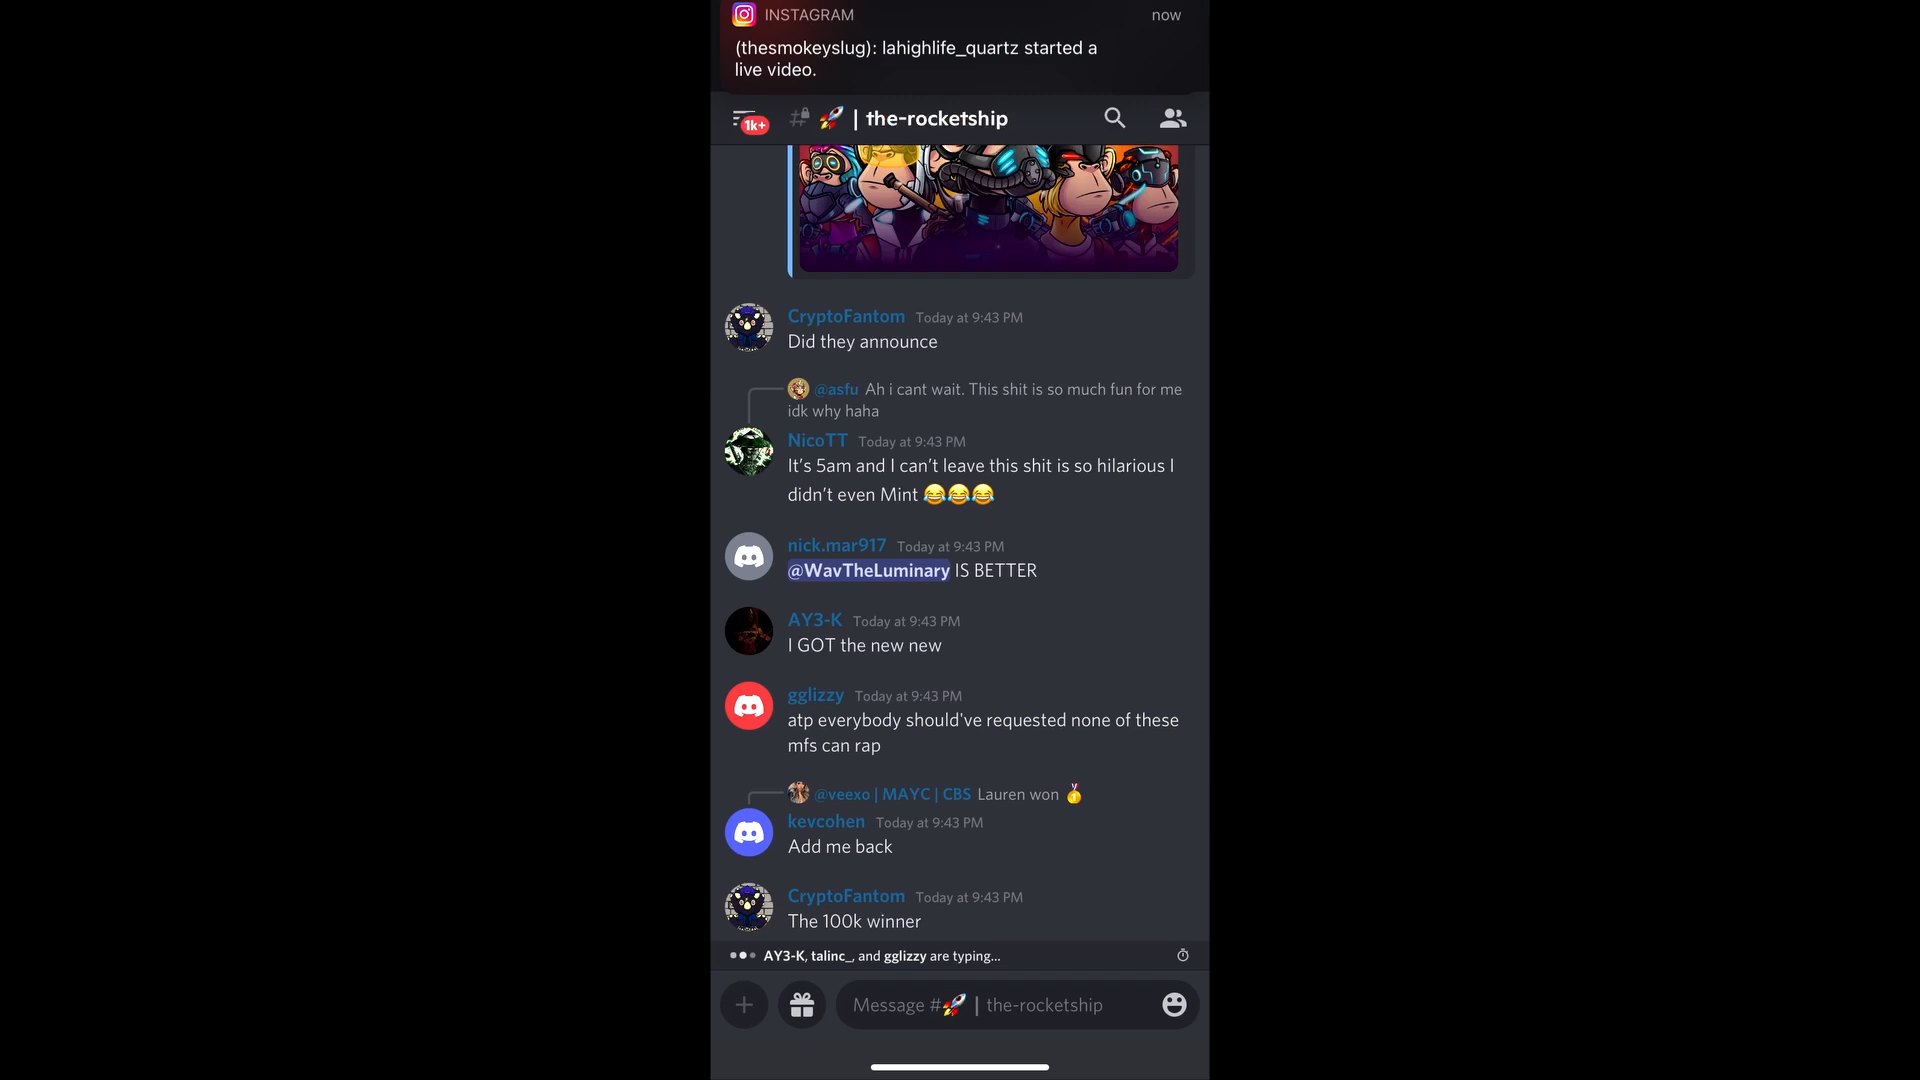 INSTAGRAM now
(thesmokeyslug): lahighlife_quartz started a
live video.
1k+ # 🚀 | the-rocketship
CryptoFantom Today at 9:43 PM
Did they announce
@asfu Ah i cant wait. This shit is so much fun for me
idk why haha
NicoTT Today at 9:43 PM
It’s 5am and I can’t leave this shit is so hilarious I
didn’t even Mint 😂😂😂
nick.mar917 Today at 9:43 PM
@WavTheLuminary IS BETTER
AY3-K Today at 9:43 PM
I GOT the new new
gglizzy Today at 9:43 PM
atp everybody should've requested none of these
mfs can rap
@veexo | MAYC | CBS Lauren won 🥇
kevcohen Today at 9:43 PM
Add me back
CryptoFantom Today at 9:43 PM
The 100k winner
AY3-K, talinc_, and gglizzy are typing...
Message #🚀 | the-rocketship